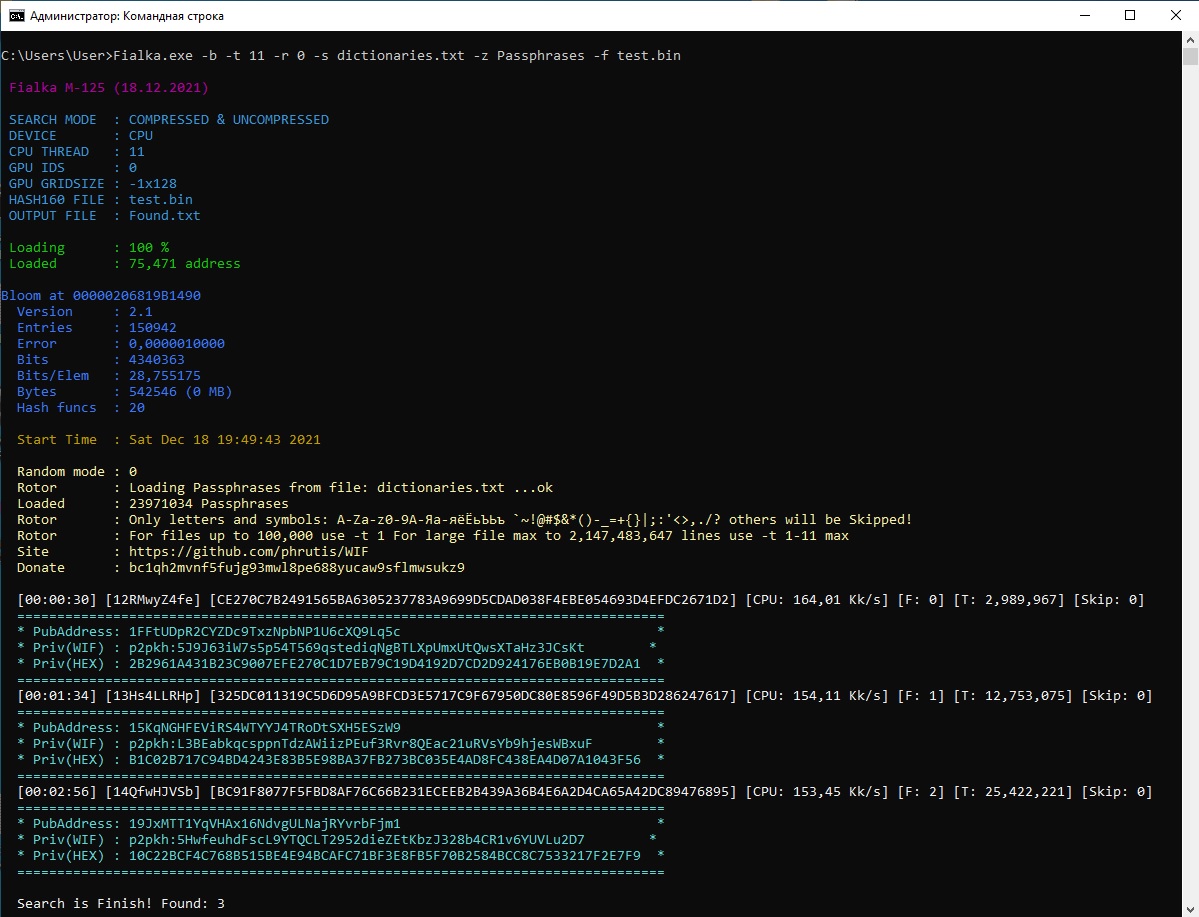 Администратор: Командная строка
C:\Users\User>Fialka.exe -b -t 11 -r 0 -s dictionaries.txt -z Passphrases -f test.bin
Fialka M-125 (18.12.2021)
SEARCH MODE : COMPRESSED & UNCOMPRESSED
DEVICE : CPU
CPU THREAD : 11
GPU IDS : 0
GPU GRIDSIZE : -1x128
HASH160 FILE : test.bin
OUTPUT FILE : Found.txt
Loading : 100 %
Loaded : 75,471 address
Bloom at 00000206819B1490
Version : 2.1
Entries : 150942
Error : 0,0000010000
Bits : 4340363
Bits/Elem : 28,755175
Bytes : 542546 (0 MB)
Hash funcs : 20
Start Time : Sat Dec 18 19:49:43 2021
Random mode : 0
Rotor : Loading Passphrases from file: dictionaries.txt ...ok
Loaded : 23971034 Passphrases
Rotor : Only letters and symbols: A-Za-z0-9А-Яа-яёЁьЪЬъ `~!@#$&*()-_=+{}|;:'<>,./? others will be Skipped!
Rotor : For files up to 100,000 use -t 1 For large file max to 2,147,483,647 lines use -t 1-11 max
Site : https://github.com/phrutis/WIF
Donate : bc1qh2mvnf5fujg93mwl8pe688yucaw9sflmwsukz9
[00:00:30] [12RMwyZ4fe] [CE270C7B2491565BA6305237783A9699D5CDAD038F4EBE054693D4EFDC2671D2] [CPU: 164,01 Kk/s] [F: 0] [T: 2,989,967] [Skip: 0]
=================================================================================
* PubAddress: 1FFtUDpR2CYZDc9TxzNpbNP1U6cXQ9Lq5c *
* Priv(WIF) : p2pkh:5J9J63iW7s5p54T569qstediqNgBTLXpUmxUtQwsXTaHz3JCsKt *
* Priv(HEX) : 2B2961A431B23C9007EFE270C1D7EB79C19D4192D7CD2D924176EB0B19E7D2A1 *
=================================================================================
[00:01:34] [13Hs4LLRHp] [325DC011319C5D6D95A9BFCD3E5717C9F67950DC80E8596F49D5B3D286247617] [CPU: 154,11 Kk/s] [F: 1] [T: 12,753,075] [Skip: 0]
=================================================================================
* PubAddress: 15KqNGHFEViRS4WTYYJ4TRoDtSXH5ESzW9 *
* Priv(WIF) : p2pkh:L3BEabkqcsppnTdzAWiizPEuf3Rvr8QEac21uRVsYb9hjesWBxuF *
* Priv(HEX) : B1C02B717C94BD4243E83B5E98BA37FB273BC035E4AD8FC438EA4D07A1043F56 *
=================================================================================
[00:02:56] [14QfwHJVSb] [BC91F8077F5FBD8AF76C66B231ECEEB2B439A36B4E6A2D4CA65A42DC89476895] [CPU: 153,45 Kk/s] [F: 2] [T: 25,422,221] [Skip: 0]
=================================================================================
* PubAddress: 19JxMTT1YqVHAx16NdvgULNajRYvrbFjm1 *
* Priv(WIF) : p2pkh:5HwfeuhdFscL9YTQCLT2952dieZEtKbzJ328b4CR1v6YUVLu2D7 *
* Priv(HEX) : 10C22BCF4C768B515BE4E94BCAFC71BF3E8FB5F70B2584BCC8C7533217F2E7F9 *
=================================================================================
Search is Finish! Found: 3